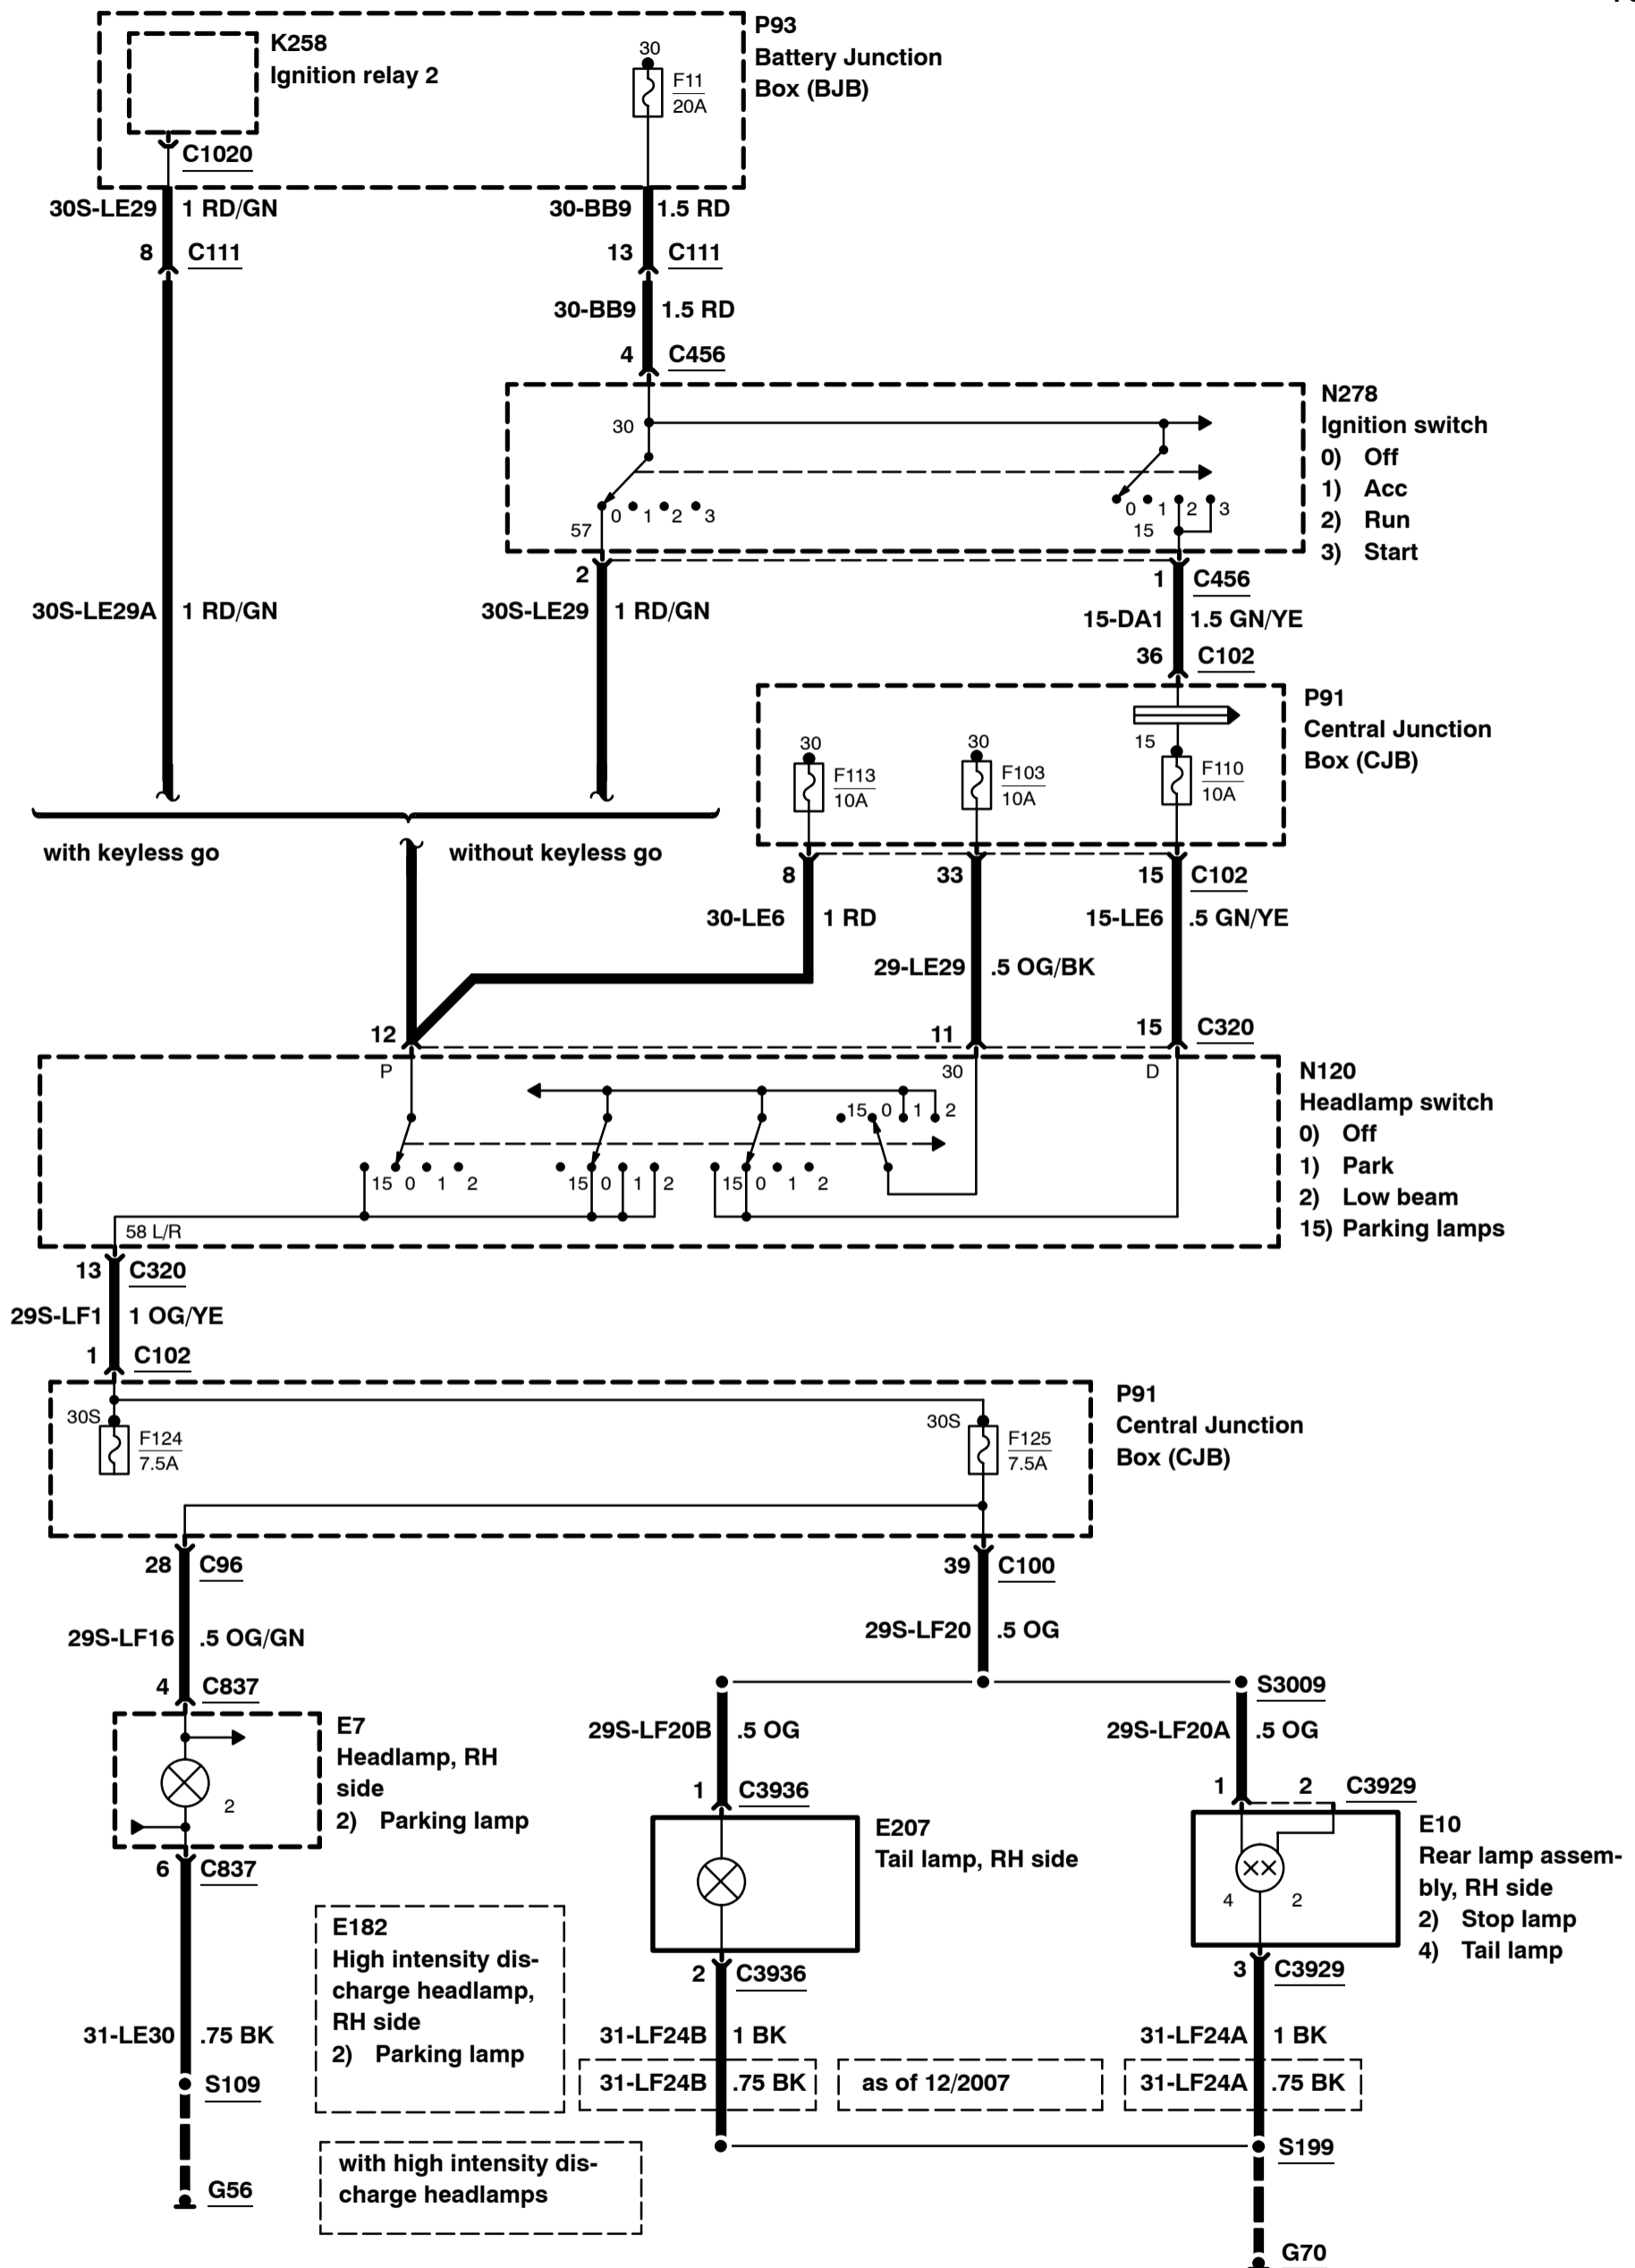 P93
K258
Battery Junction
Ignition relay 2
30
Box (BJB)
F11
20A
C1020
30S-LE29 1 RD/GN
30-BB9 1.5 RD
8 C111
13 C111
30-BB9 1.5 RD
4 C456
N278
30
Ignition switch
0) Off
1) Acc
0 1 2 3
0 1 2 3
2) Run
57
15
3) Start
2
1 C456
30S-LE29A 1 RD/GN
30S-LE29 1 RD/GN
15-DA1 1.5 GN/YE
36 C102
P91
Central Junction
30
30
15
Box (CJB)
F113
10A
F103
10A
F110
10A
with keyless go
without keyless go
8
33
15 C102
30-LE6 1 RD
15-LE6 .5 GN/YE
29-LE29 .5 OG/BK
12
11
15 C320
P
30
D
N120
Headlamp switch
15 0 1 2
0) Off
1) Park
15 0 1 2
15 0 1 2
15 0 1 2
2) Low beam
58 L/R
15) Parking lamps
13 C320
29S-LF1 1 OG/YE
1 C102
P91
30S
30S
Central Junction
F124
7.5A
F125
7.5A
Box (CJB)
28 C96
39 C100
29S-LF16 .5 OG/GN
29S-LF20 .5 OG
4 C837
S3009
E7
29S-LF20B .5 OG
29S-LF20A .5 OG
Headlamp, RH
side
2
2) Parking lamp
1 C3936
1 2 C3929
E207
Tail lamp, RH side
E10
Rear lamp assem-
bly, RH side
4 2
2) Stop lamp
4) Tail lamp
6 C837
E182
High intensity dis-
charge headlamp,
RH side
2) Parking lamp
2 C3936
3 C3929
31-LE30 .75 BK
31-LF24B 1 BK
31-LF24A 1 BK
31-LF24B .75 BK
as of 12/2007
31-LF24A .75 BK
S109
S199
with high intensity dis-
charge headlamps
G56
G70